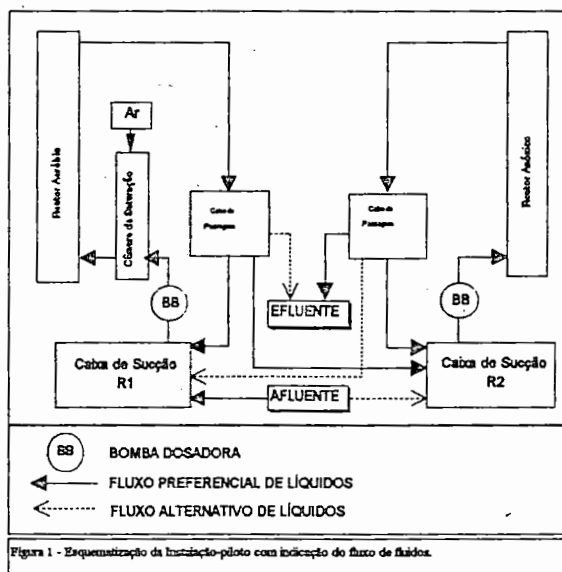 Ar
Reator Aeróbio
Câmara de Saturação
Reator Anóxico
Caixa de
Passagem
Caixa de
Passagem
BB
BB
EFLUENTE
Caixa de Sucção
R1
Caixa de Sucção
R2
AFLUENTE
BB
BOMBA DOSADORA
FLUXO PREFERENCIAL DE LÍQUIDOS
FLUXO ALTERNATIVO DE LÍQUIDOS
Figura 1 - Esquematização da Instalação-piloto com indicação do fluxo de fluidos.